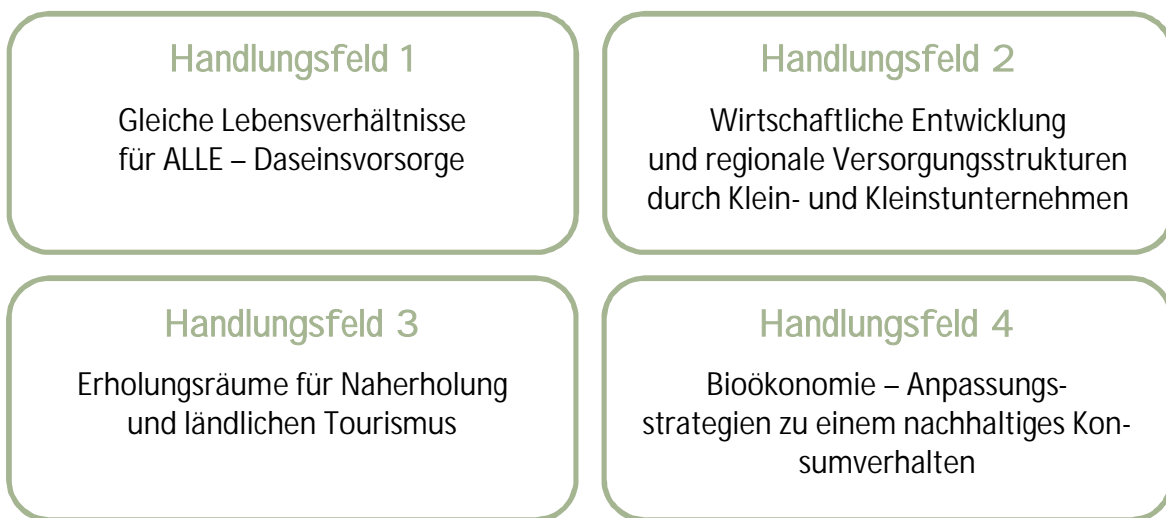 Handlungsfeld 1
Gleiche Lebensverhältnisse
für ALLE – Daseinsvorsorge
Handlungsfeld 2
Wirtschaftliche Entwicklung
und regionale Versorgungsstrukturen
durch Klein- und Kleinstunternehmen
Handlungsfeld 3
Erholungsräume für Naherholung
und ländlichen Tourismus
Handlungsfeld 4
Bioökonomie – Anpassungs-
strategien zu einem nachhaltiges Kon-
sumverhalten